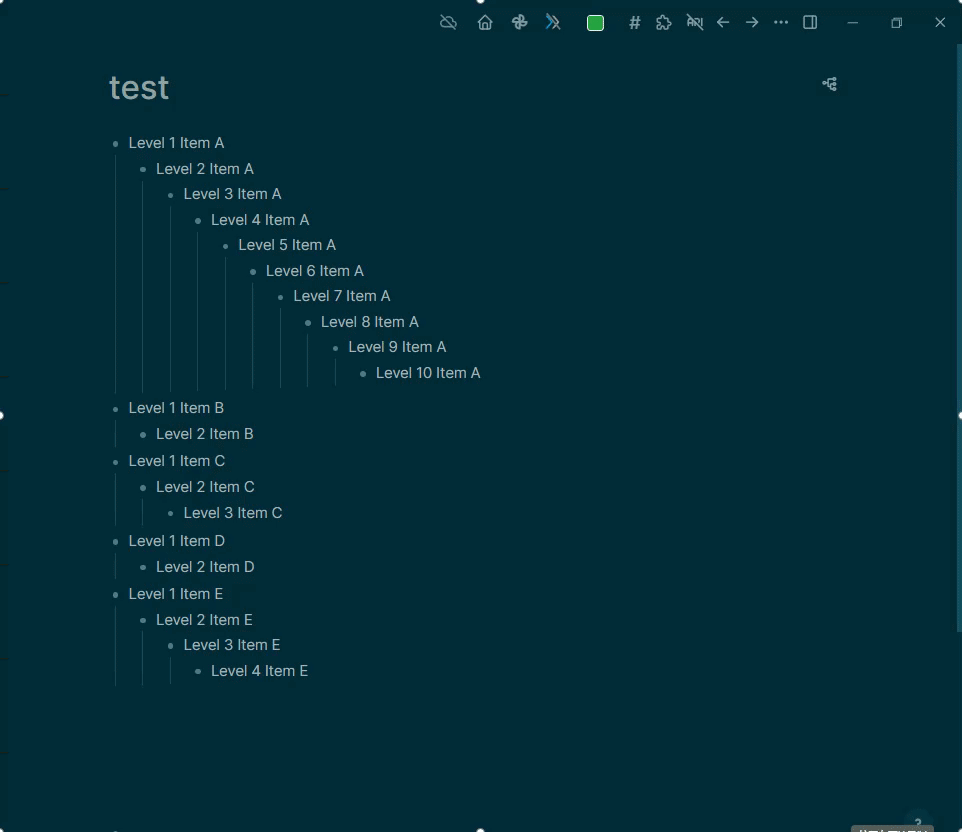 #
API
test
Level 1 Item A
Level 2 Item A
Level 3 Item A
Level 4 Item A
Level 5 Item A
Level 6 Item A
Level 7 Item A
Level 8 Item A
Level 9 Item A
Level 10 Item A
Level 1 Item B
Level 2 Item B
Level 1 Item C
Level 2 Item C
Level 3 Item C
Level 1 Item D
Level 2 Item D
Level 1 Item E
Level 2 Item E
Level 3 Item E
Level 4 Item E
?